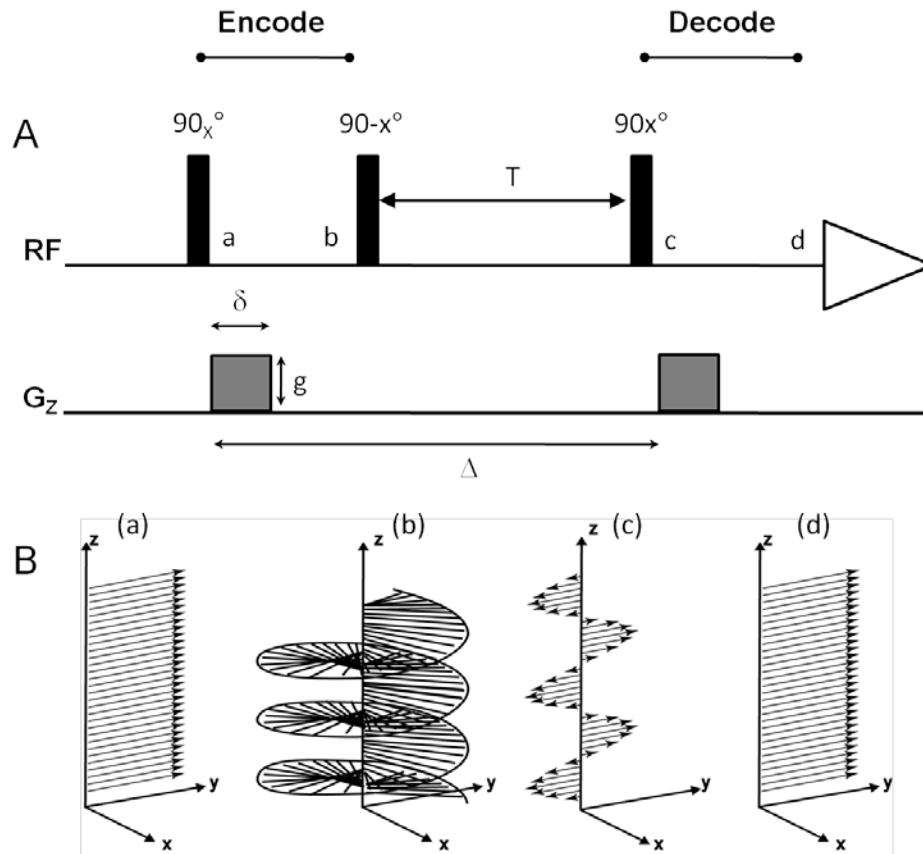 Encode Decode
A
90x° 90-x° 90x°
T
a b c d
RF
δ
g
Gz
Δ
B
(a) (b) (c) (d)
z z z z
y y y y
x x x x